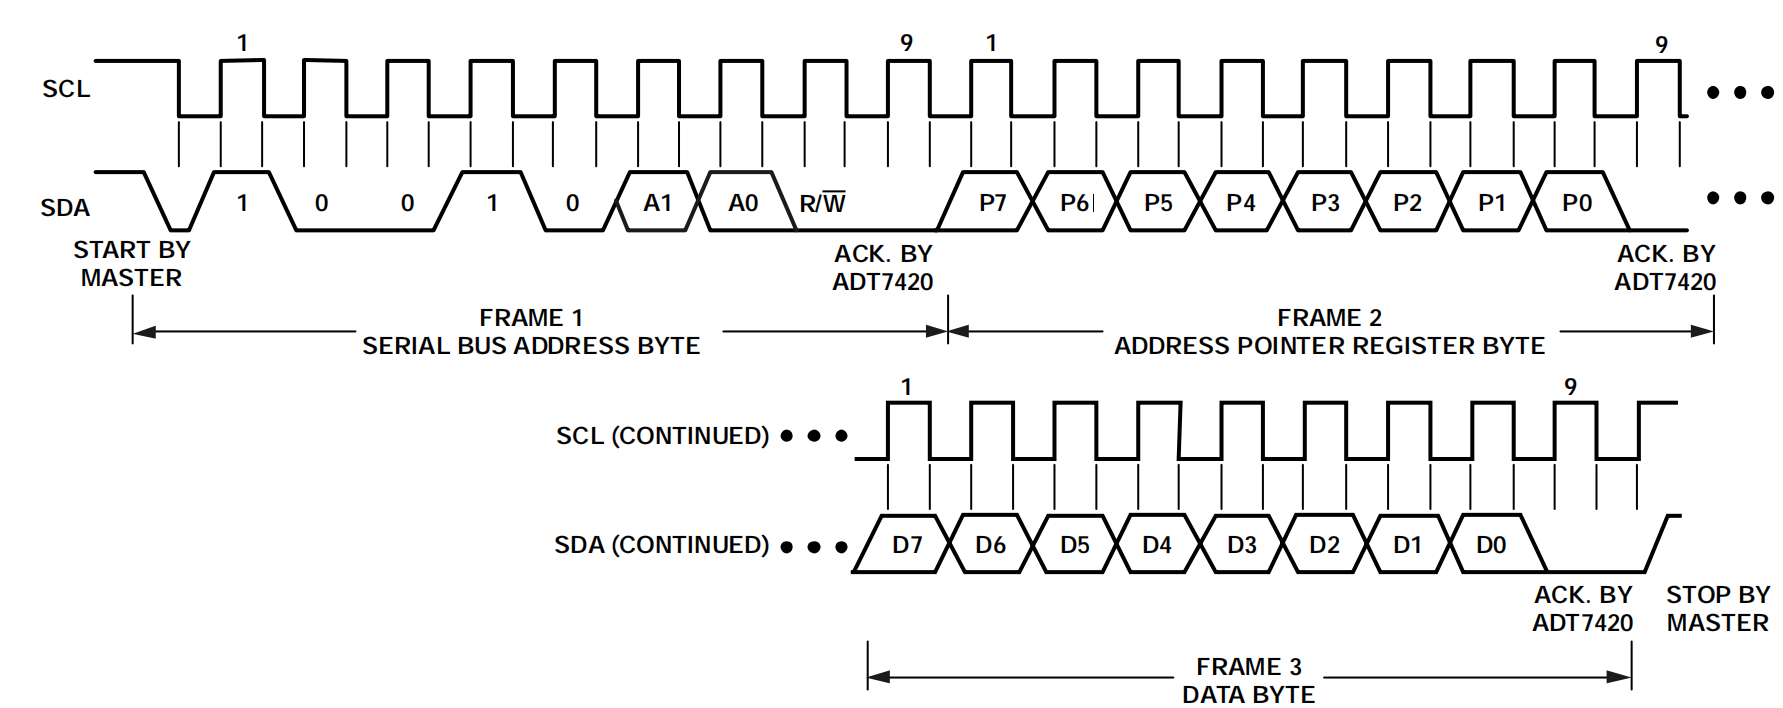 1 9 1 9
SCL
SDA 1 0 0 1 0 A1 A0 R/W̅ P7 P6 P5 P4 P3 P2 P1 P0
START BY
MASTER
ACK. BY
ADT7420
ACK. BY
ADT7420
FRAME 1
SERIAL BUS ADDRESS BYTE
FRAME 2
ADDRESS POINTER REGISTER BYTE
1 9
SCL (CONTINUED)
SDA (CONTINUED) D7 D6 D5 D4 D3 D2 D1 D0
ACK. BY
ADT7420
STOP BY
MASTER
FRAME 3
DATA BYTE